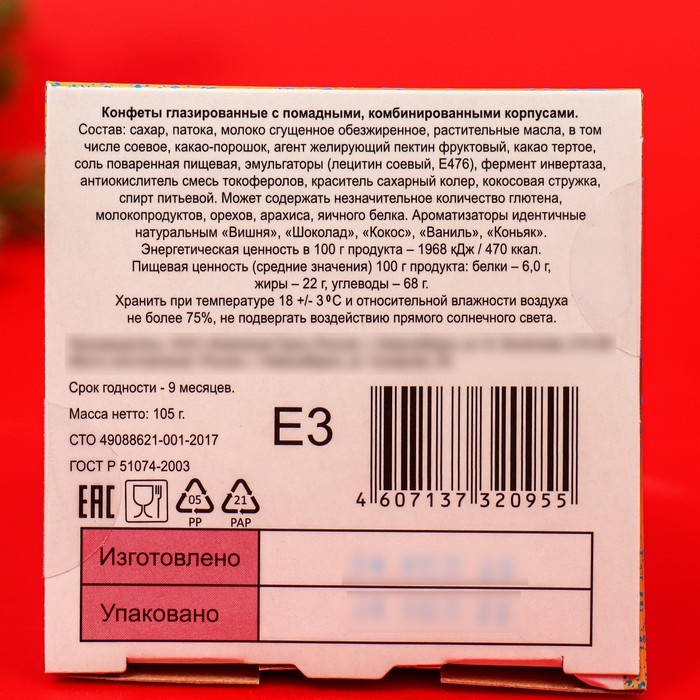 Конфеты глазированные с помадными, комбинированными корпусами.
Состав: сахар, патока, молоко сгущенное обезжиренное, растительные масла, в том
числе соевое, какао-порошок, агент желирующий пектин фруктовый, какао тертое,
соль поваренная пищевая, эмульгаторы (лецитин соевый, Е476), фермент инвертаза,
антиокислитель смесь токоферолов, краситель сахарный колер, кокосовая стружка,
спирт питьевой. Может содержать незначительное количество глютена,
молокопродуктов, орехов, арахиса, яичного белка. Ароматизаторы идентичные
натуральным «Вишня», «Шоколад», «Кокос», «Ваниль», «Коньяк».
Энергетическая ценность в 100 г продукта – 1968 кДж / 470 ккал.
Пищевая ценность (средние значения) 100 г продукта: белки – 6,0 г,
жиры – 22 г, углеводы – 68 г.
Хранить при температуре 18 +/- 3⁰С и относительной влажности воздуха
не более 75%, не подвергать воздействию прямого солнечного света.
Срок годности - 9 месяцев.
Масса нетто: 105 г.
СТО 49088621-001-2017
ГОСТ Р 51074-2003
Е3
4 607137 320955
ЕАС
05 21
PP PAP
Изготовлено
Упаковано